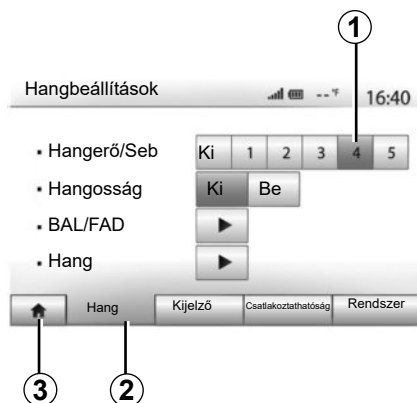 1
Hangbeállítások --°F 16:40
▪ Hangerő/Seb Ki 1 2 3 4 5
▪ Hangosság Ki Be
▪ BAL/FAD ►
▪ Hang ►
Hang Kijelző Csatlakoztathatóság Rendszer
3 2